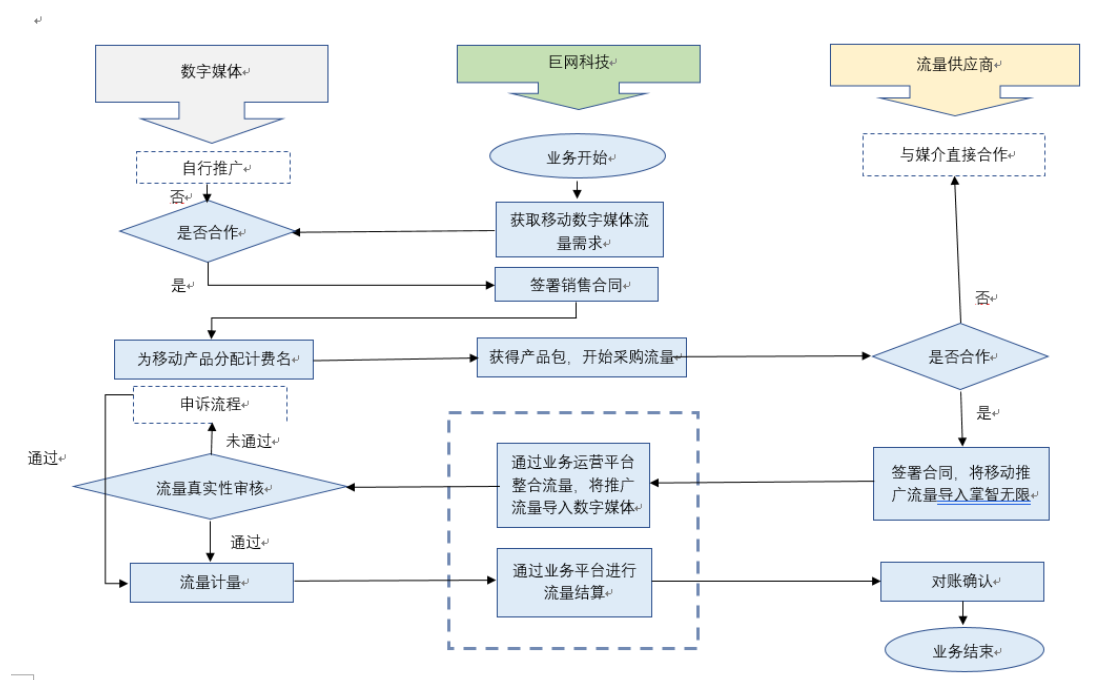 数字媒体
巨网科技
流量供应商
自行推广
业务开始
与媒介直接合作
否
是否合作
获取移动数字媒体流
量需求
是
签署销售合同
否
为移动产品分配计费名
获得产品包，开始采购流量
是否合作
申诉流程
是
未通过
通过
流量真实性审核
通过业务运营平台
整合流量，将推广
流量导入数字媒体
签署合同，将移动推
广流量导入掌智无限
通过
流量计量
通过业务平台进行
流量结算
对账确认
业务结束